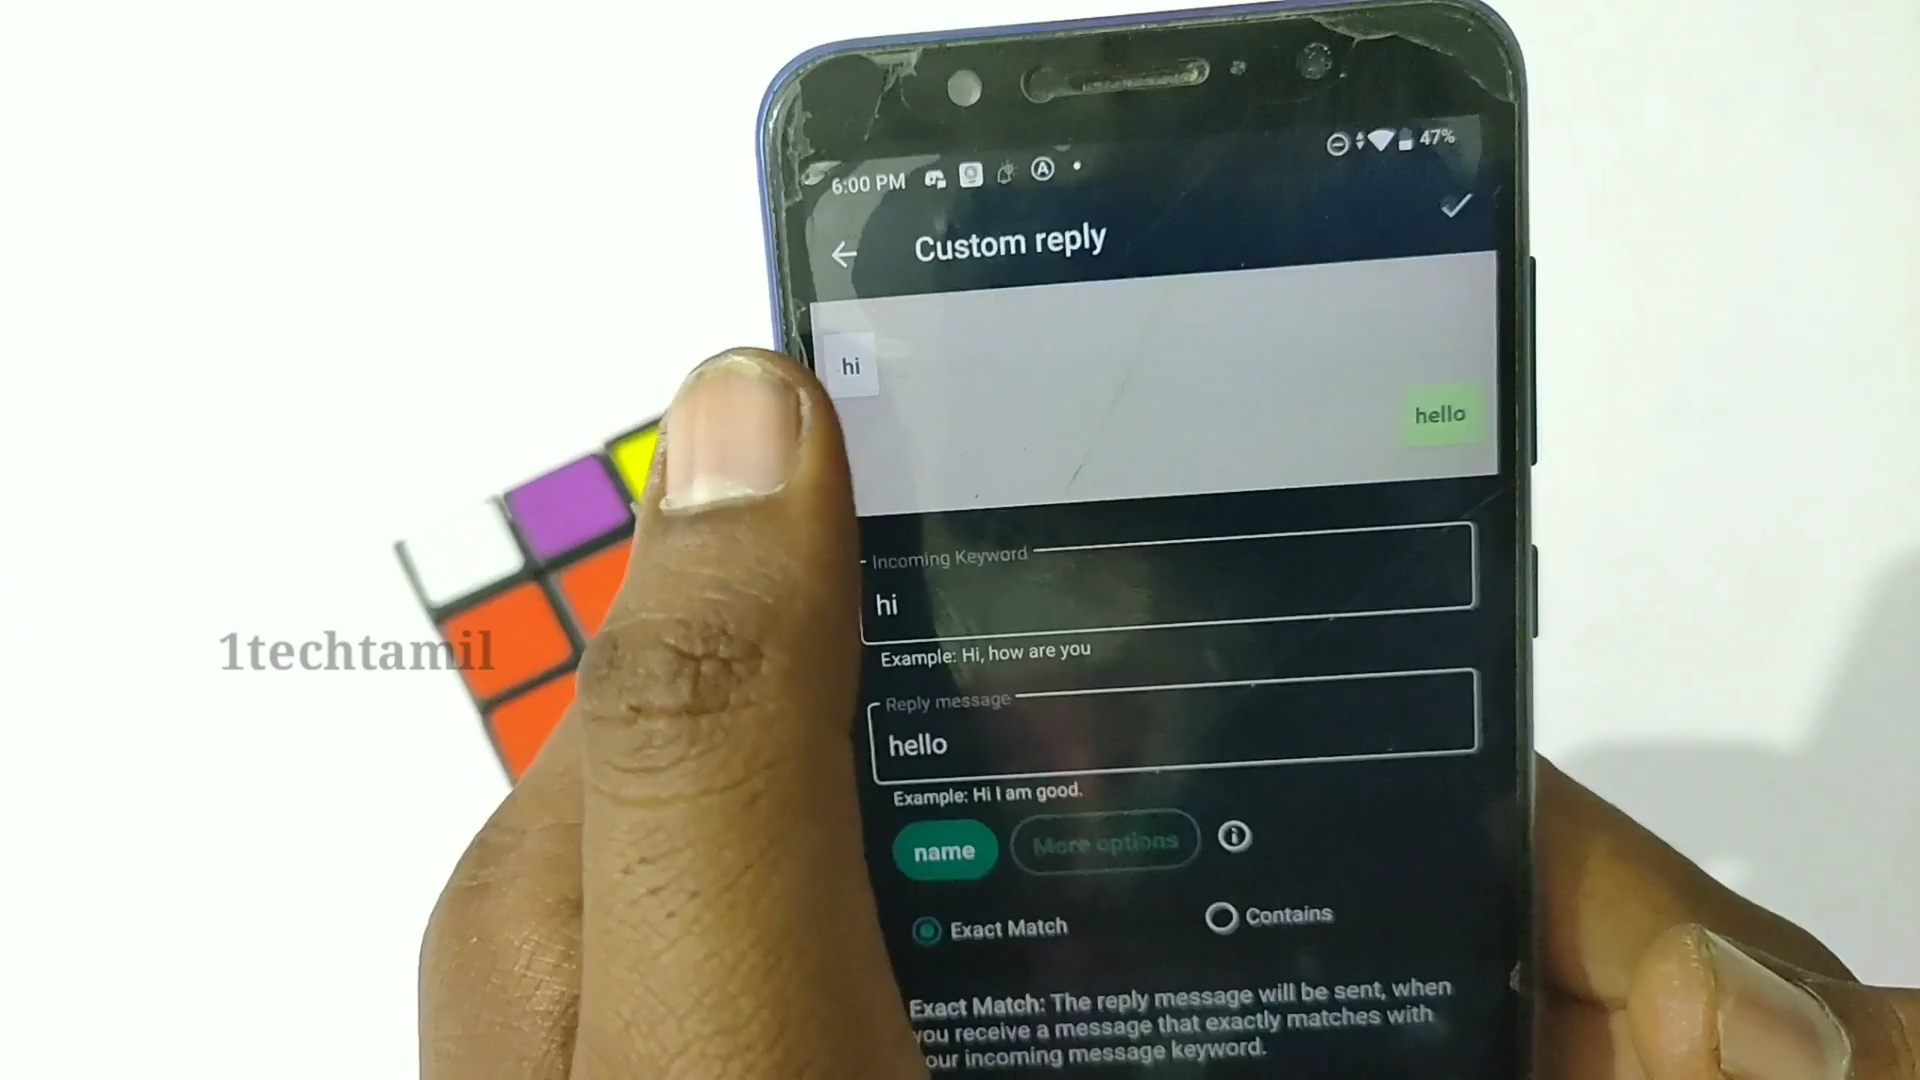 6:00 PM
47%
Custom reply
hi
hello
Incoming Keyword
hi
Example: Hi, how are you
Reply message
hello
Example: Hi I am good.
name
More options
Exact Match
Contains
Exact Match: The reply message will be sent, when
you receive a message that exactly matches with
our incoming message keyword.
1techtamil